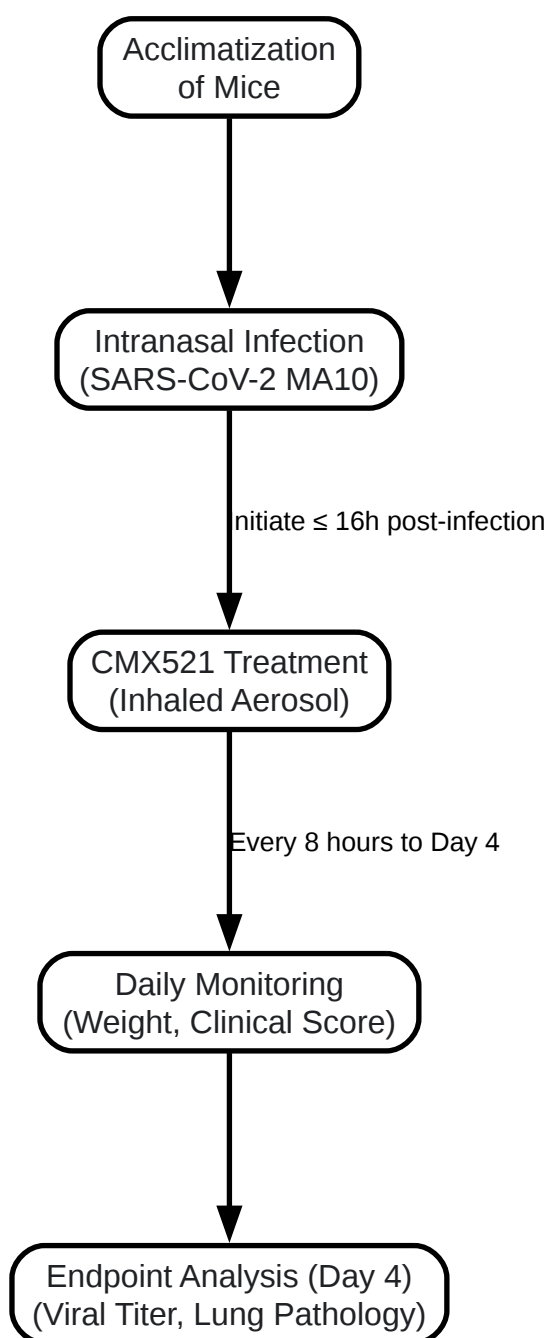 Acclimatization
of Mice
Intranasal Infection
(SARS-CoV-2 MA10)
Initiate ≤ 16h post-infection
CMX521 Treatment
(Inhaled Aerosol)
Every 8 hours to Day 4
Daily Monitoring
(Weight, Clinical Score)
Endpoint Analysis (Day 4)
(Viral Titer, Lung Pathology)